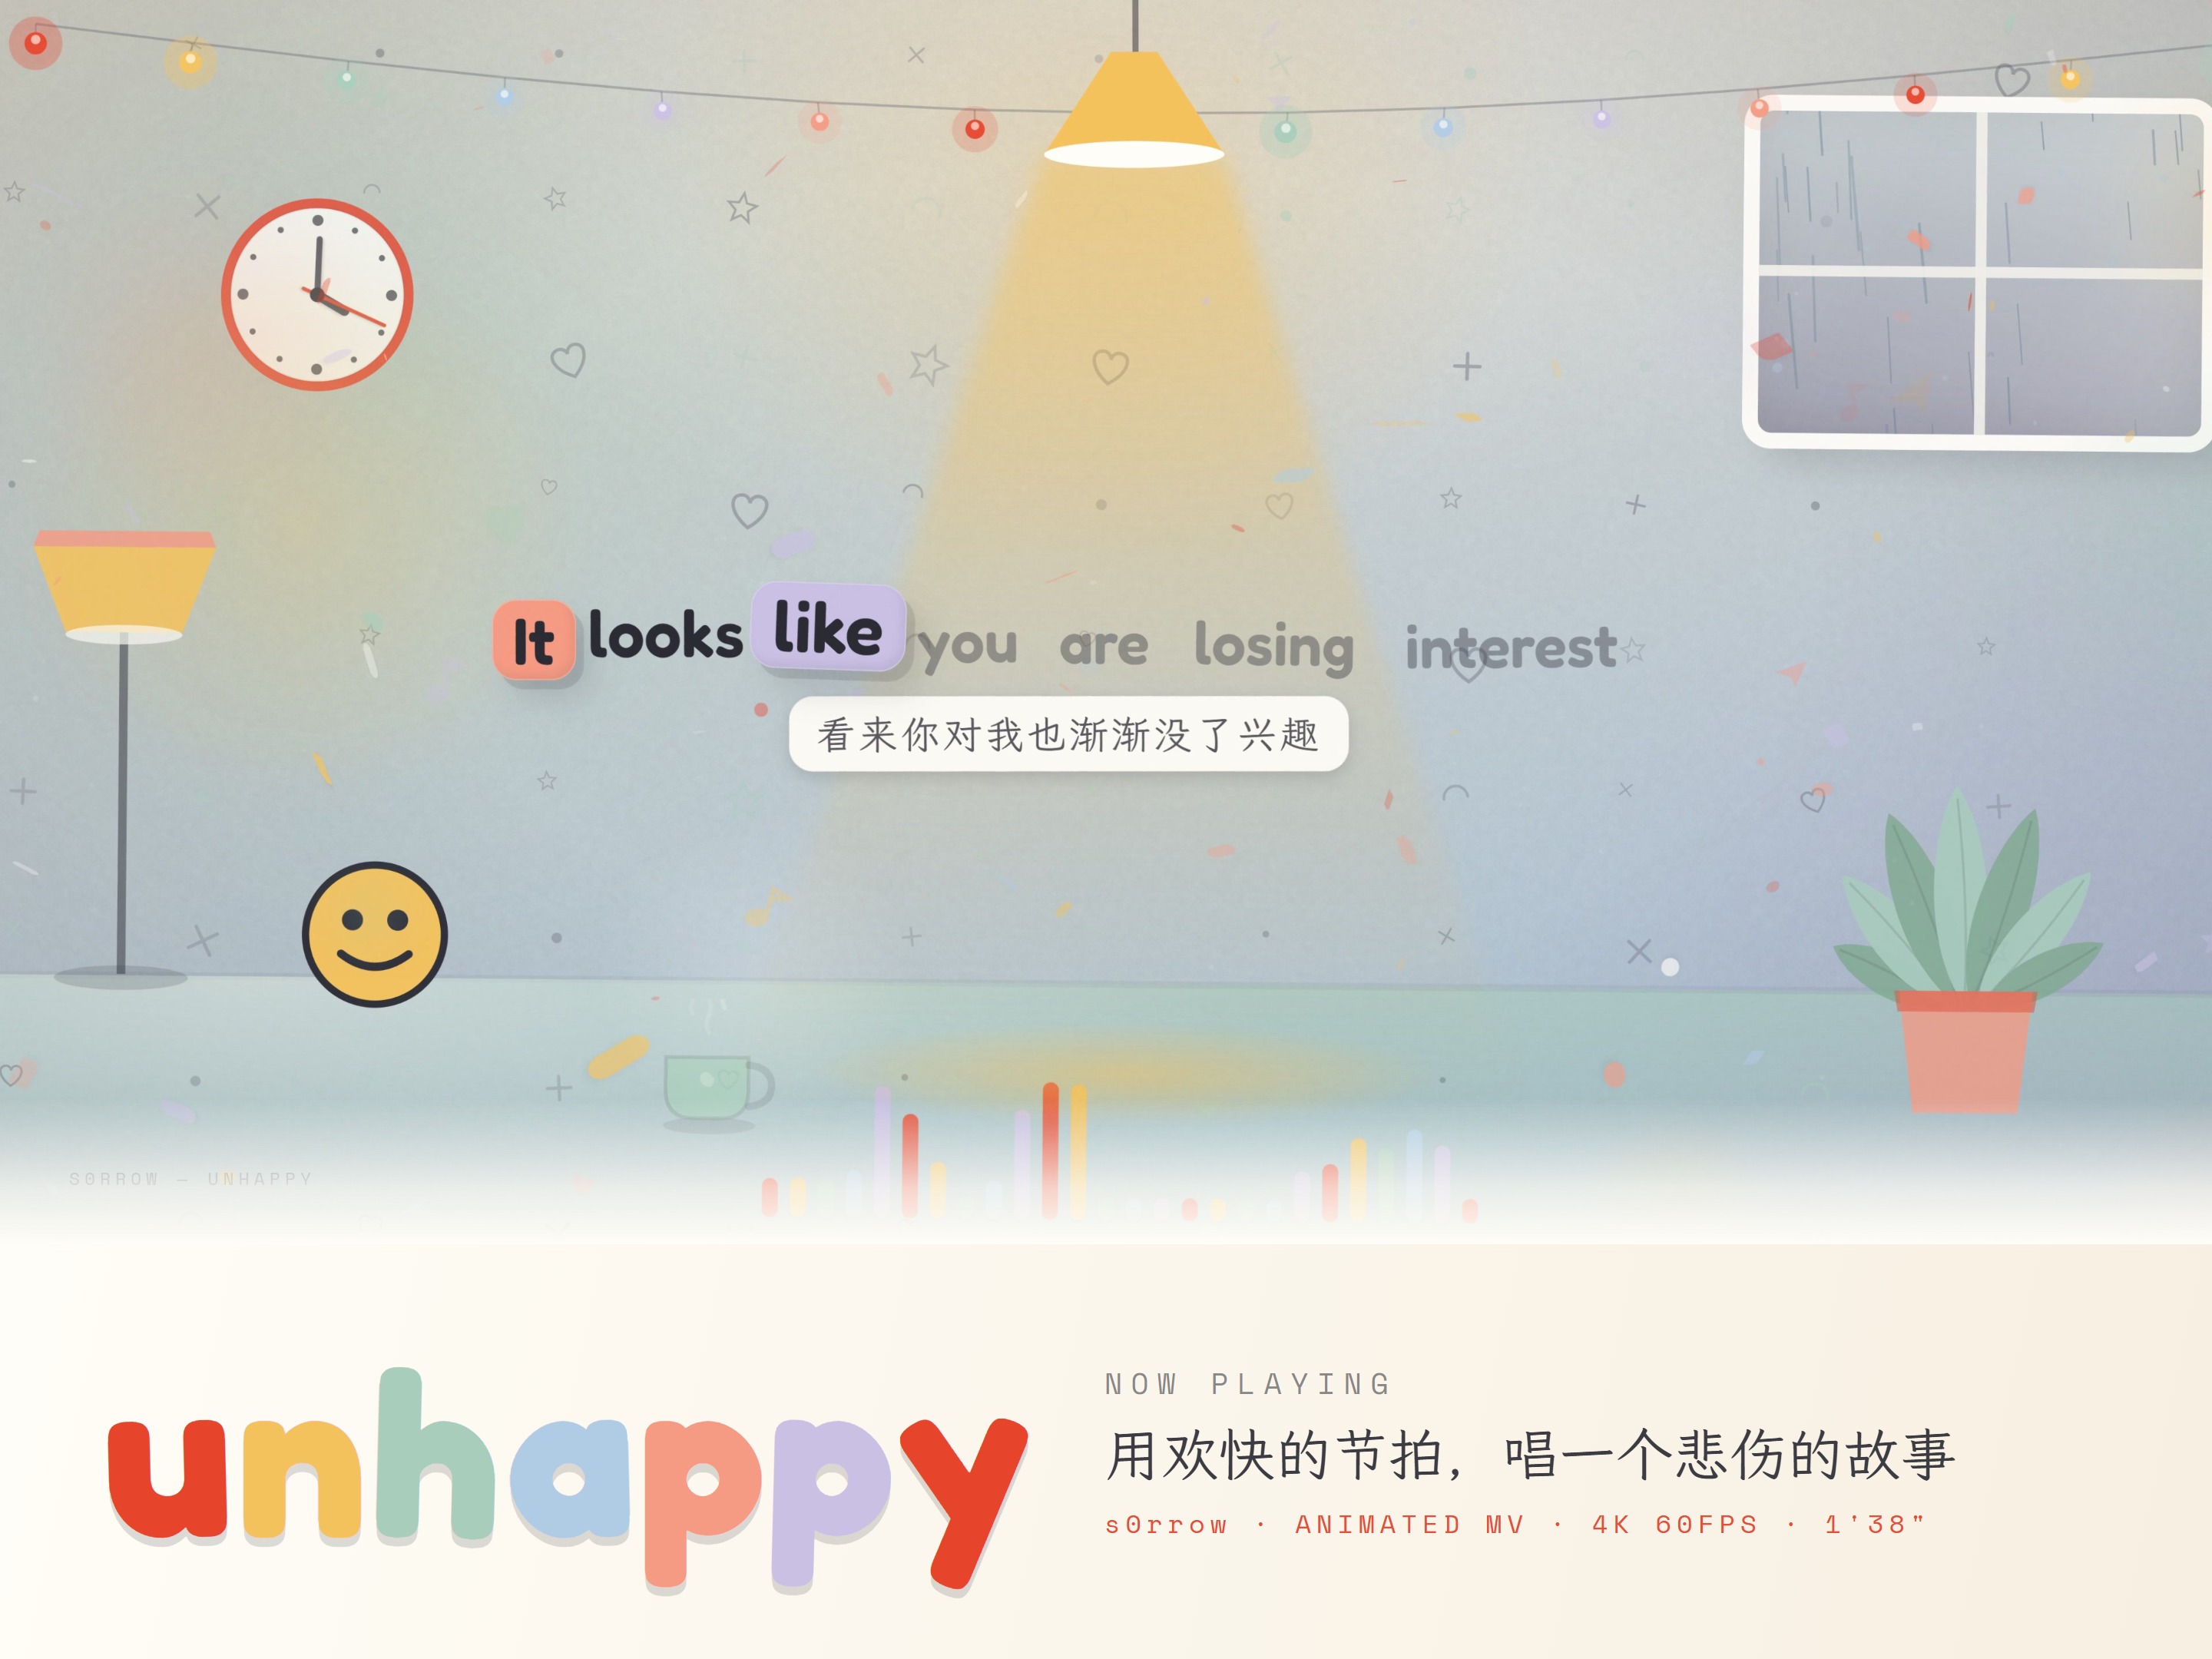 It looks like you are losing interest
看来你对我也渐渐没了兴趣
S0RROW — UNHAPPY
unhappy
NOW PLAYING
用欢快的节拍，唱一个悲伤的故事
s0rrow · ANIMATED MV · 4K 60FPS · 1'38"